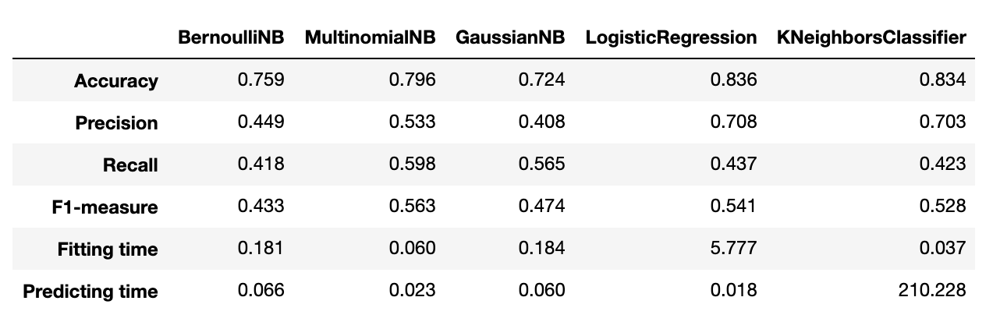 BernoulliNB MultinomialNB GaussianNB LogisticRegression KNeighborsClassifier
Accuracy 0.759 0.796 0.724 0.836 0.834
Precision 0.449 0.533 0.408 0.708 0.703
Recall 0.418 0.598 0.565 0.437 0.423
F1-measure 0.433 0.563 0.474 0.541 0.528
Fitting time 0.181 0.060 0.184 5.777 0.037
Predicting time 0.066 0.023 0.060 0.018 210.228